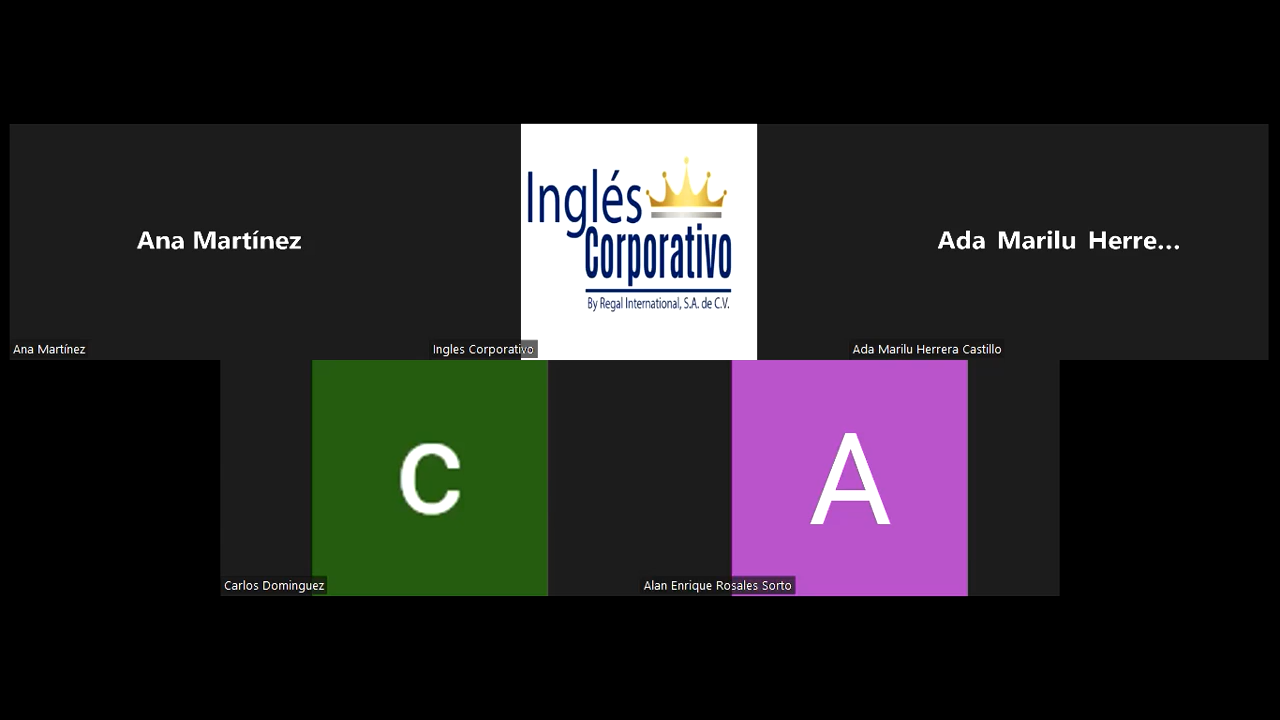 Ana Martínez
Inglés
Corporativo
By Regal International, S.A. de C.V.
Ada Marilu Herre...
Ana Martínez
Ingles Corporativo
Ada Marilu Herrera Castillo
C
A
Carlos Dominguez
Alan Enrique Rosales Sorto